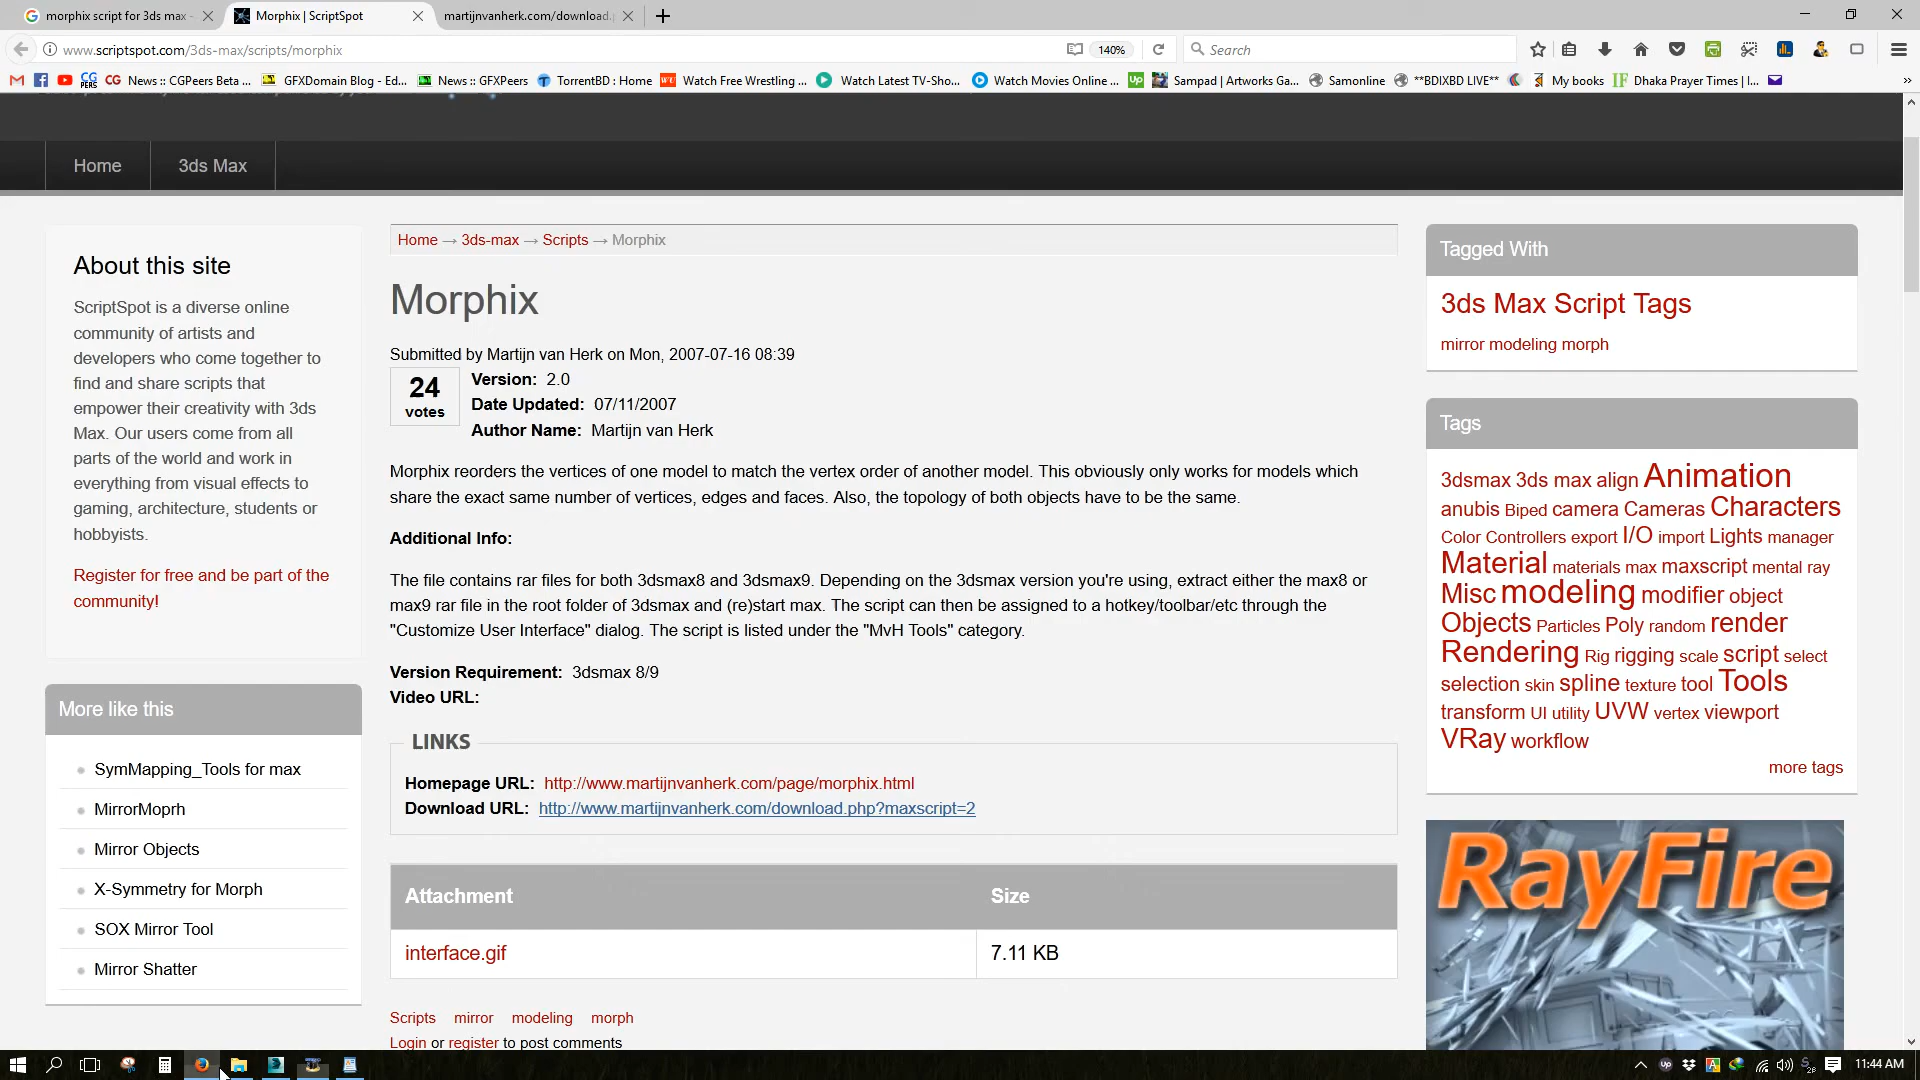 morphix script for 3ds max -
Morphix | ScriptSpot
martijnvanherk.com/download.
www.scriptspot.com/3ds-max/scripts/morphix
140%
Search
CG PERS
CG
News :: CGPeers Beta ...
GFXDomain Blog - Ed...
News :: GFXPeers
TorrentBD : Home
Watch Free Wrestling ...
Watch Latest TV-Sho...
Watch Movies Online ...
Up
Sampad | Artworks Ga...
Samonline
**BDIXBD LIVE**
My books
IF
Dhaka Prayer Times | I...
Home
3ds Max
About this site
ScriptSpot is a diverse online
community of artists and
developers who come together to
find and share scripts that
empower their creativity with 3ds
Max. Our users come from all
parts of the world and work in
everything from visual effects to
gaming, architecture, students or
hobbyists.
Register for free and be part of the
community!
More like this
SymMapping_Tools for max
MirrorMoprh
Mirror Objects
X-Symmetry for Morph
SOX Mirror Tool
Mirror Shatter
Home → 3ds-max → Scripts → Morphix
Morphix
Submitted by Martijn van Herk on Mon, 2007-07-16 08:39
24
votes
Version: 2.0
Date Updated: 07/11/2007
Author Name: Martijn van Herk
Morphix reorders the vertices of one model to match the vertex order of another model. This obviously only works for models which
share the exact same number of vertices, edges and faces. Also, the topology of both objects have to be the same.
Additional Info:
The file contains rar files for both 3dsmax8 and 3dsmax9. Depending on the 3dsmax version you're using, extract either the max8 or
max9 rar file in the root folder of 3dsmax and (re)start max. The script can then be assigned to a hotkey/toolbar/etc through the
"Customize User Interface" dialog. The script is listed under the "MvH Tools" category.
Version Requirement: 3dsmax 8/9
Video URL:
LINKS
Homepage URL: http://www.martijnvanherk.com/page/morphix.html
Download URL: http://www.martijnvanherk.com/download.php?maxscript=2
Attachment
Size
interface.gif
7.11 KB
Scripts mirror modeling morph
Login or register to post comments
Tagged With
3ds Max Script Tags
mirror modeling morph
Tags
3dsmax 3ds max align Animation
anubis Biped camera Cameras Characters
Color Controllers export I/O import Lights manager
Material materials max maxscript mental ray
Misc modeling modifier object
Objects Particles Poly random render
Rendering Rig rigging scale script select
selection skin spline texture tool Tools
transform UI utility UVW vertex viewport
VRay workflow
more tags
RayFire
11:44 AM